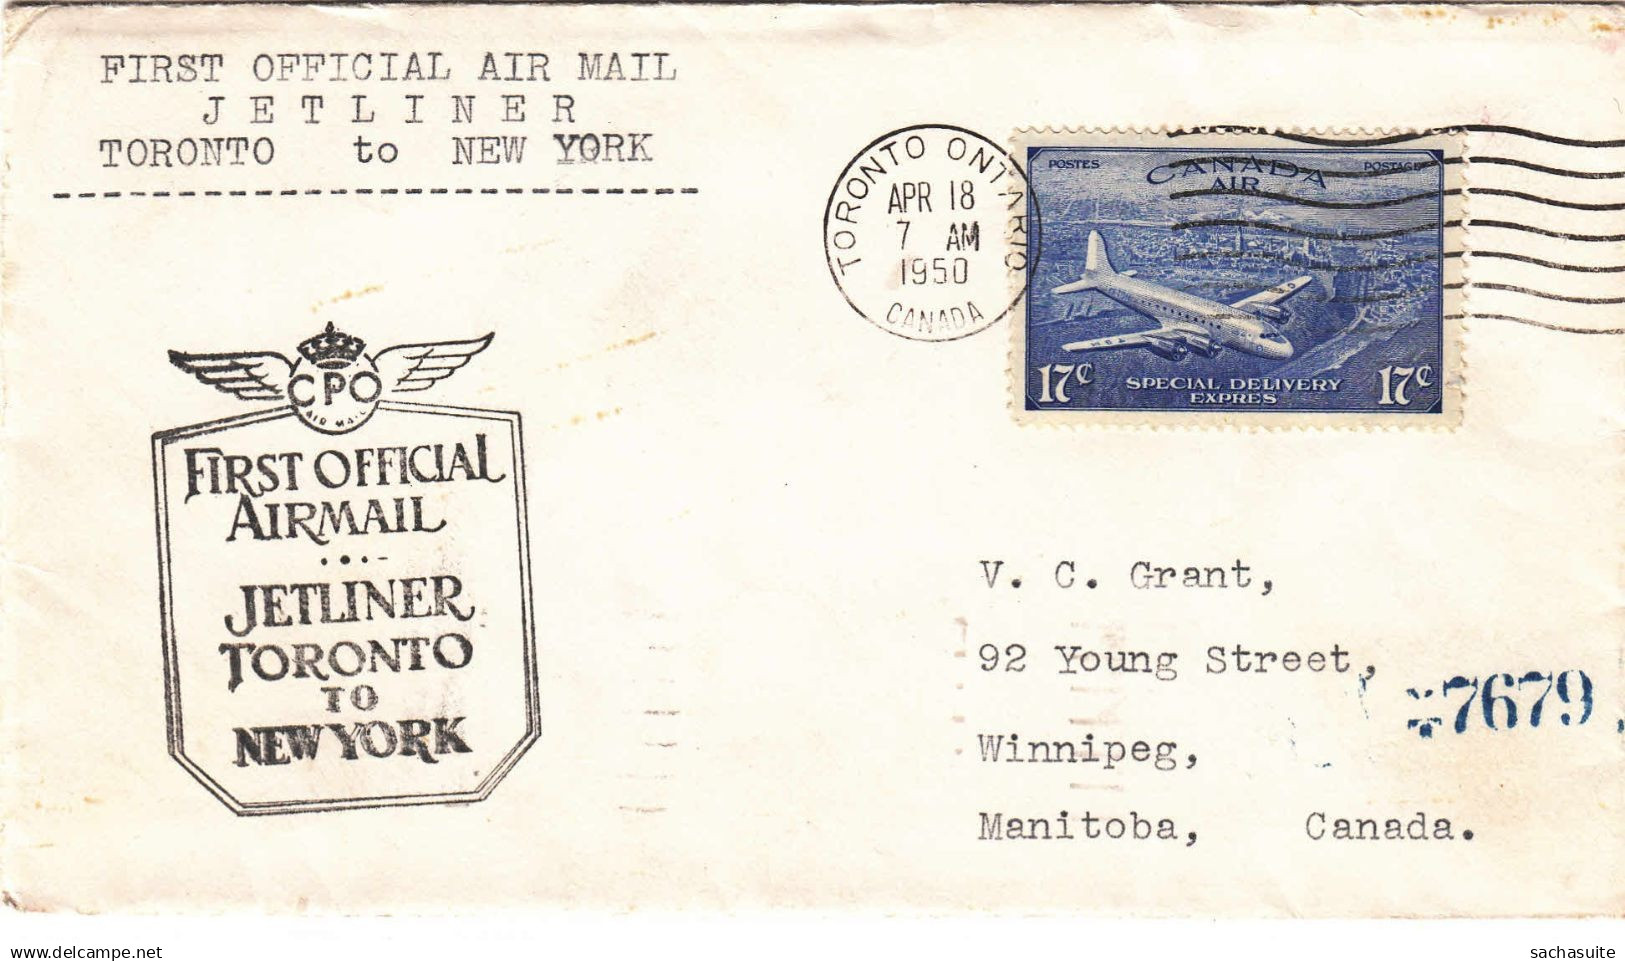 FIRST OFFICIAL AIR MAIL
JETLINER
TORONTO to NEW YORK
TORONTO ONTARIO
APR 18
7 AM
1950
CANADA
POSTES
CANADA
POSTAGE
AIR
17¢
SPECIAL DELIVERY
EXPRES
17¢
CPO
AIR MAIL
FIRST OFFICIAL
AIRMAIL
JETLINER
TORONTO
TO
NEW YORK
V. C. Grant,
92 Young Street,
7679
Winnipeg,
Manitoba, Canada.
www.delcampe.net
sachasuite